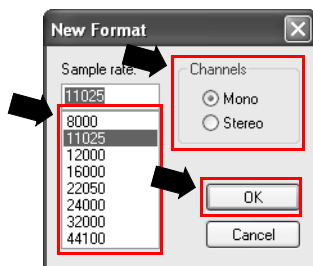 New Format
Sample rate:
11025
8000
11025
12000
16000
22050
24000
32000
44100
Channels
Mono
Stereo
OK
Cancel